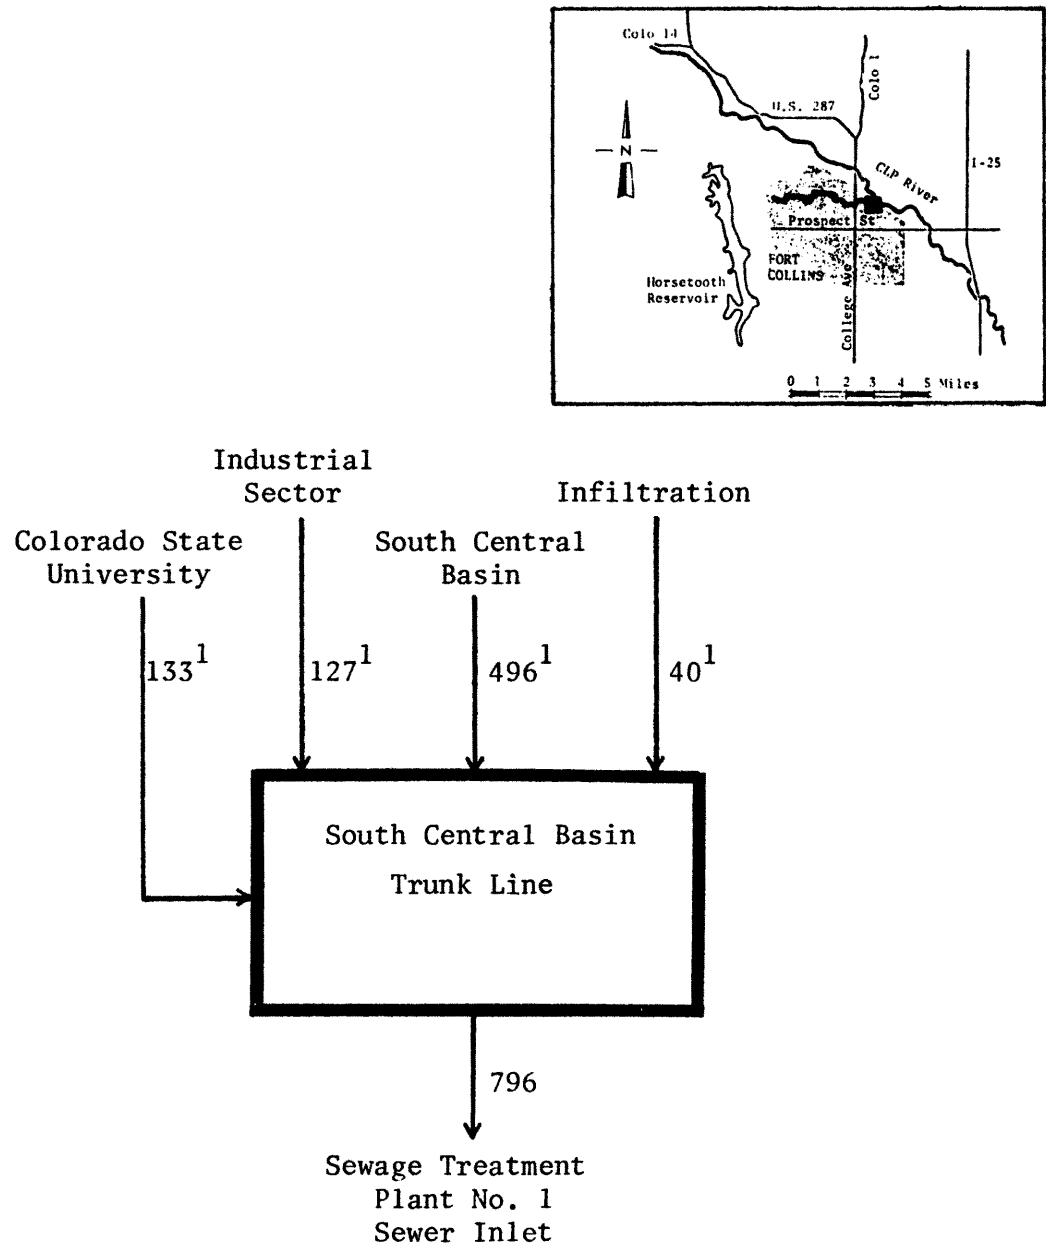 Colo 14
Colo 1
U.S. 287
N
I-25
CLP River
Prospect St
FORT
COLLINS
Horsetooth
Reservoir
College Ave
0 1 2 3 4 5 Miles
Industrial
Sector
Infiltration
Colorado State
University
South Central
Basin
133¹
127¹
496¹
40¹
South Central Basin
Trunk Line
796
Sewage Treatment
Plant No. 1
Sewer Inlet